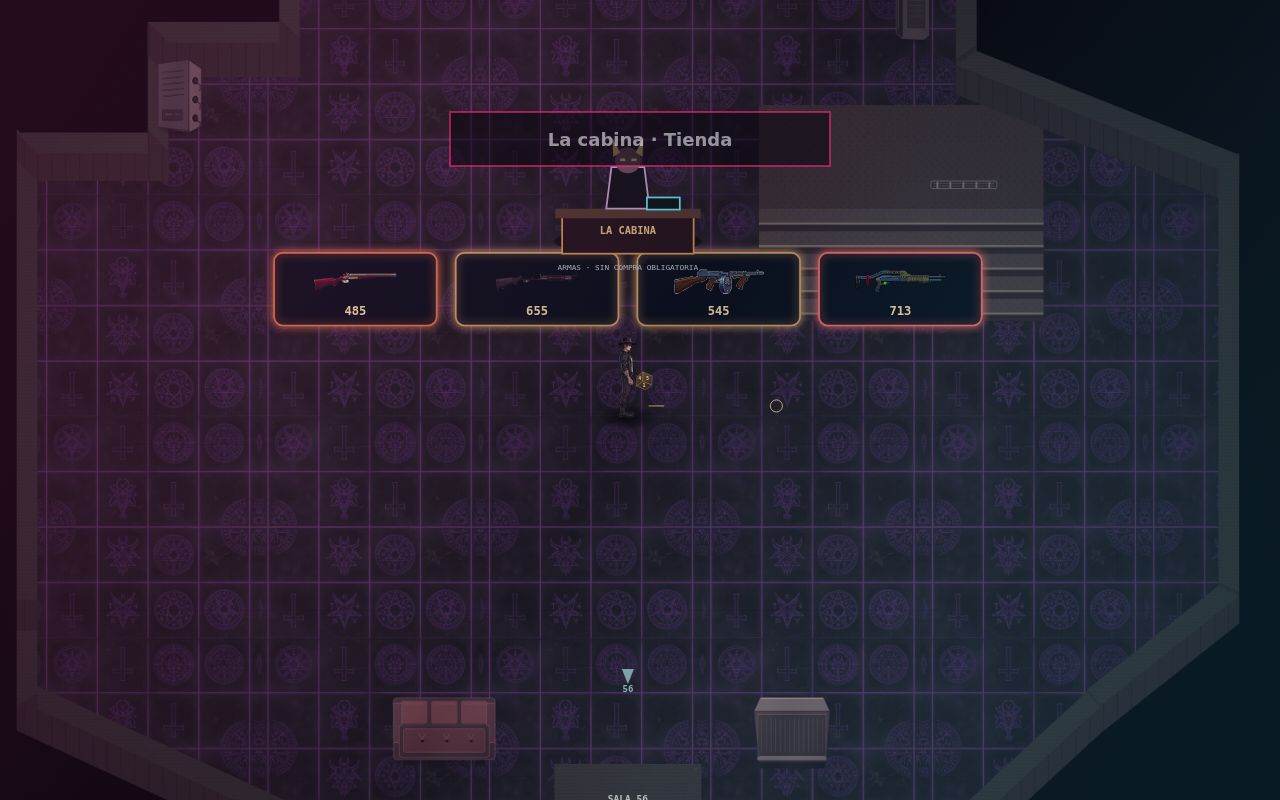 La cabina · Tienda
LA CABINA
ARMAS · SIN COMPRA OBLIGATORIA
485
655
545
713
56
SALA 56